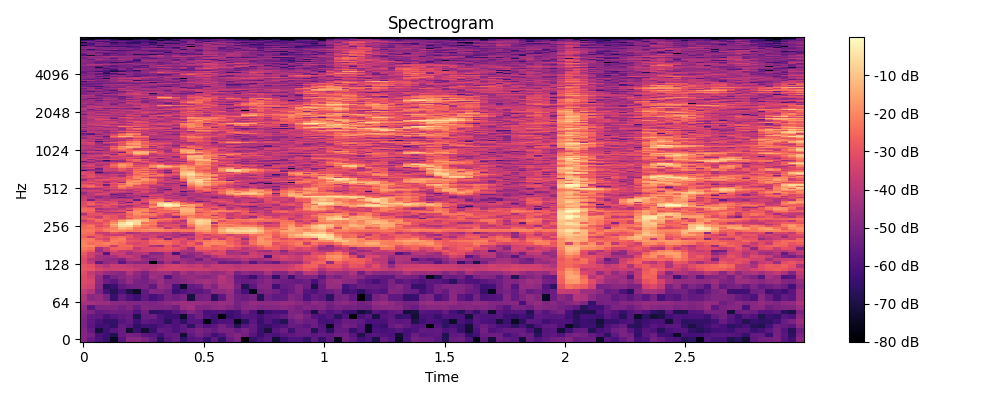 Spectrogram
Hz
4096
2048
1024
512
256
128
64
0
0
0.5
1
1.5
2
2.5
Time
-10 dB
-20 dB
-30 dB
-40 dB
-50 dB
-60 dB
-70 dB
-80 dB